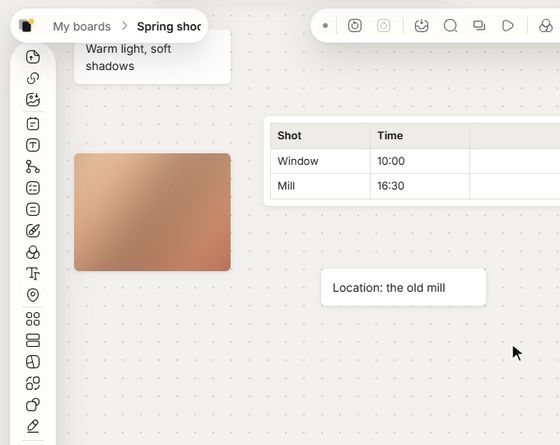 My boards
Spring
Warm light, soft
shadows
Shot Time
Window 10:00
Mill 16:30
Location: the old mill